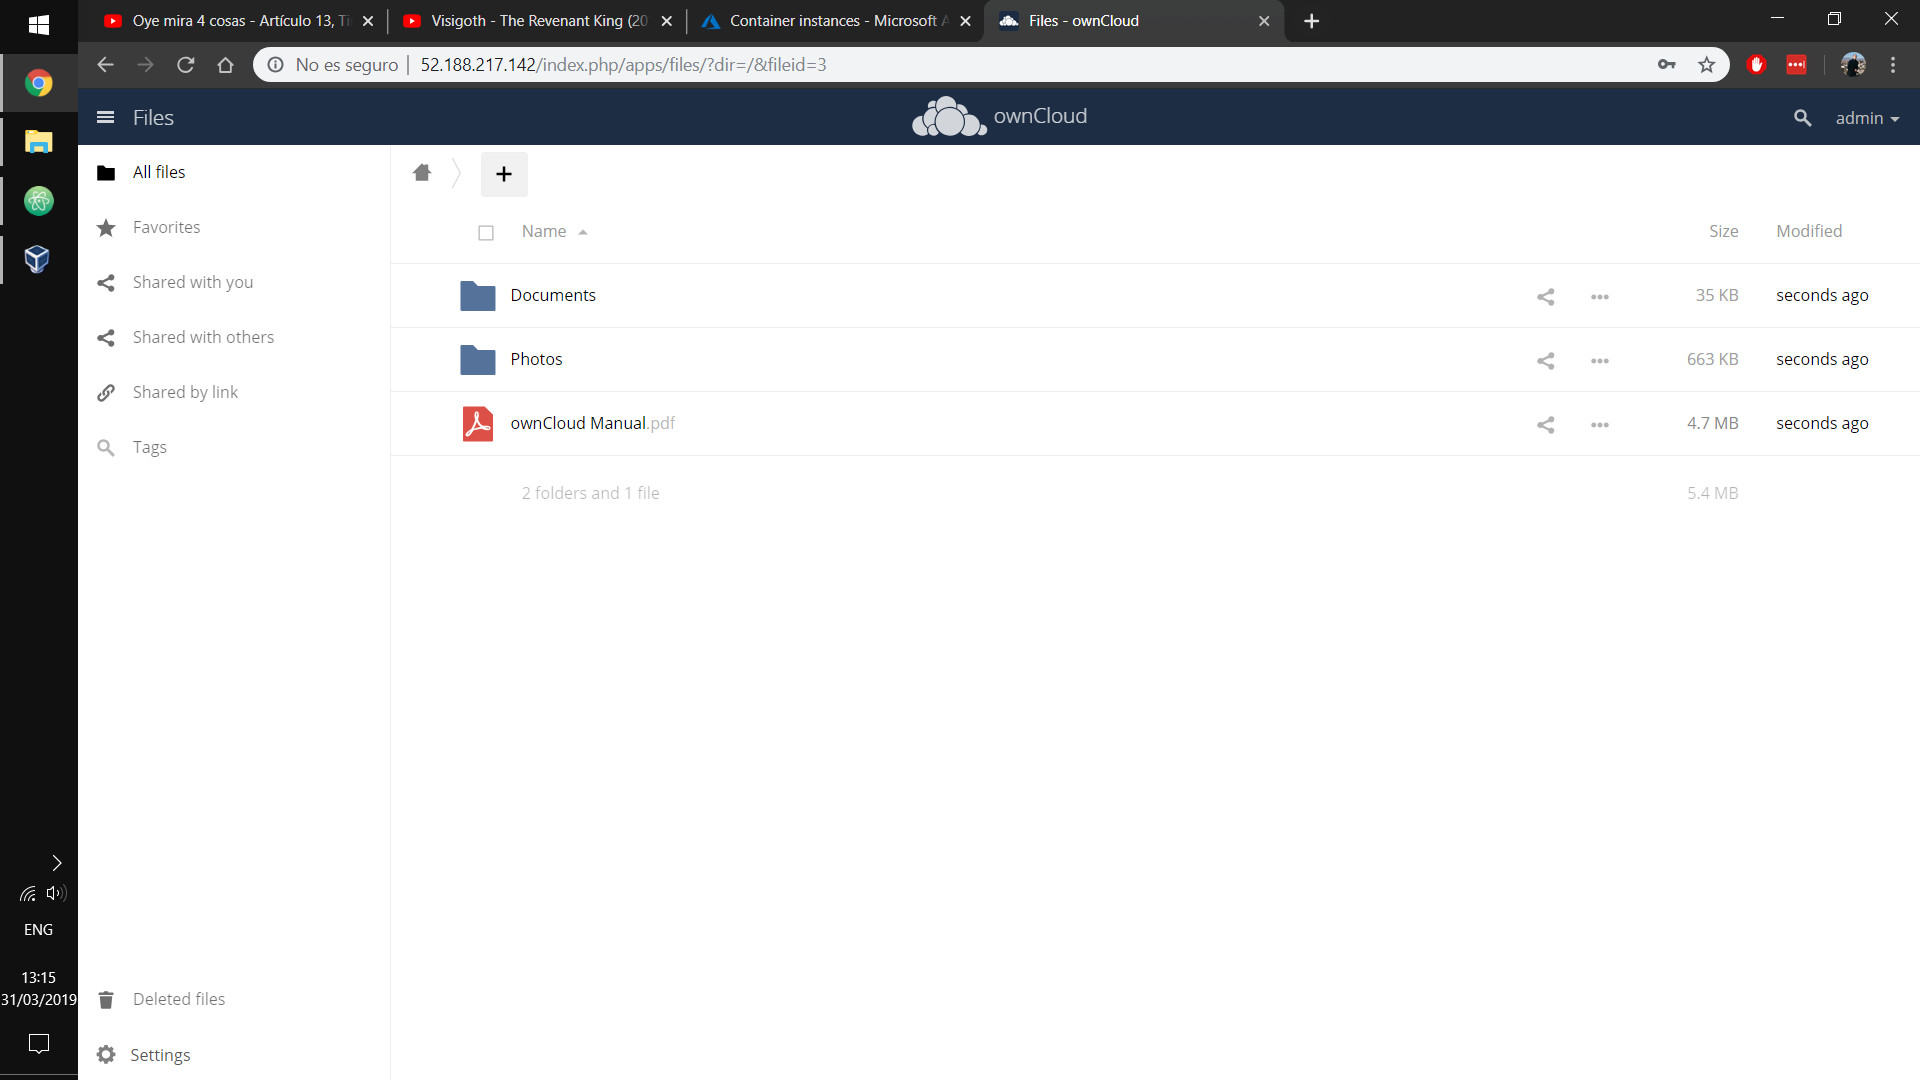 Oye mira 4 cosas - Artículo 13, Ti
Visigoth - The Revenant King (20
Container instances - Microsoft A
Files - ownCloud
No es seguro | 52.188.217.142/index.php/apps/files/?dir=/&fileid=3
Files
ownCloud
admin
All files
Favorites
Shared with you
Shared with others
Shared by link
Tags
Name Size Modified
Documents 35 KB seconds ago
Photos 663 KB seconds ago
ownCloud Manual.pdf 4.7 MB seconds ago
2 folders and 1 file 5.4 MB
Deleted files
Settings
ENG
13:15
31/03/2019